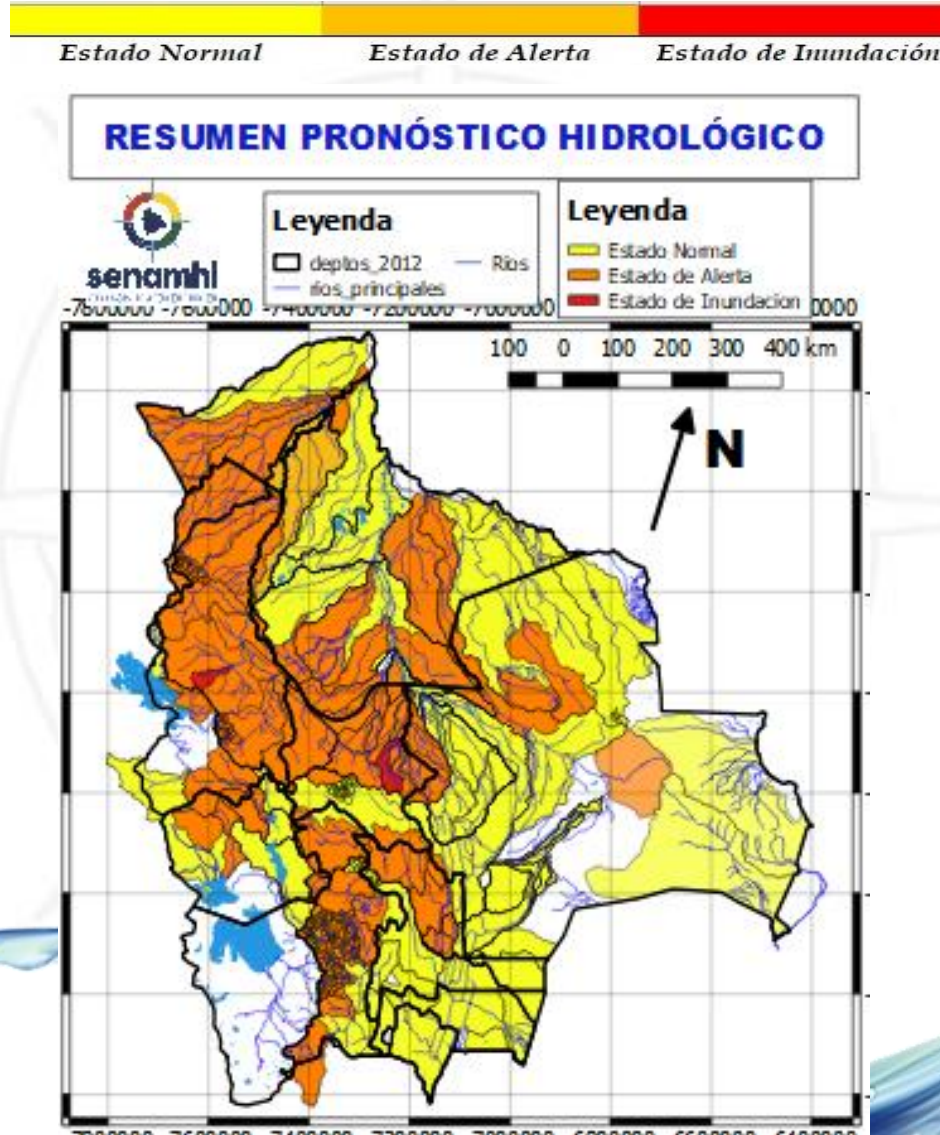 Estado Normal Estado de Alerta Estado de Inundación
RESUMEN PRONÓSTICO HIDROLÓGICO
senamhi
Leyenda
deptos_2012 Rios
rios_principales
Leyenda
Estado Normal
Estado de Alerta
Estado de Inundacion
-7800000 -7600000 -7400000 -7200000 -7000000 0000
100 0 100 200 300 400 km
N